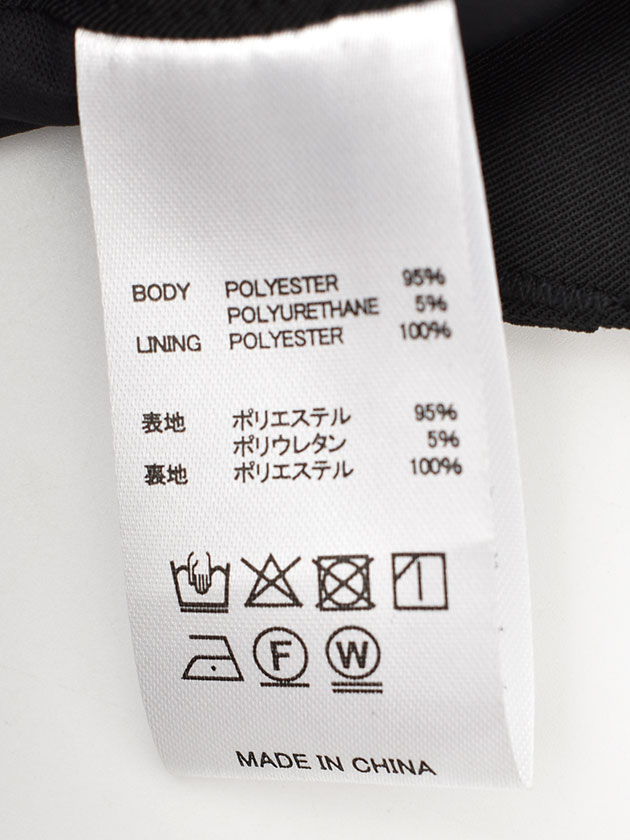 BODY POLYESTER 95%
POLYURETHANE 5%
LINING POLYESTER 100%
表地 ポリエステル 95%
ポリウレタン 5%
裏地 ポリエステル 100%
F W
MADE IN CHINA